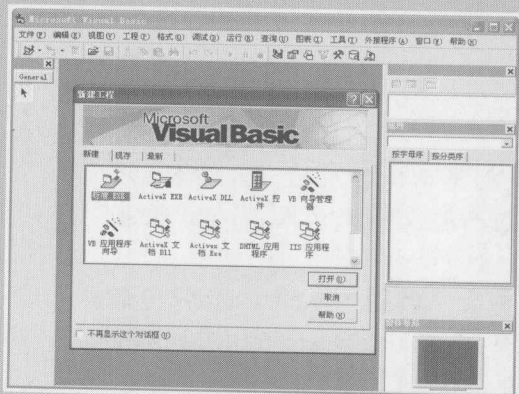 Microsoft Visual Basic
文件(F) 编辑(E) 视图(V) 工程(P) 格式(O) 调试(D) 运行(R) 查询(U) 图表(I) 工具(T) 外接程序(A) 窗口(W) 帮助(H)
General
新建工程
Microsoft
Visual Basic
新建 现存 最新
标准 EXE ActiveX EXE ActiveX DLL ActiveX 控件 VB 向导管理器
VB 应用程序向导 ActiveX 文档 Dll Activex 文档 Exe DHTML 应用程序 IIS 应用程序
打开(O)
取消
帮助(H)
不再显示这个对话框(D)
按字母序 按分类序